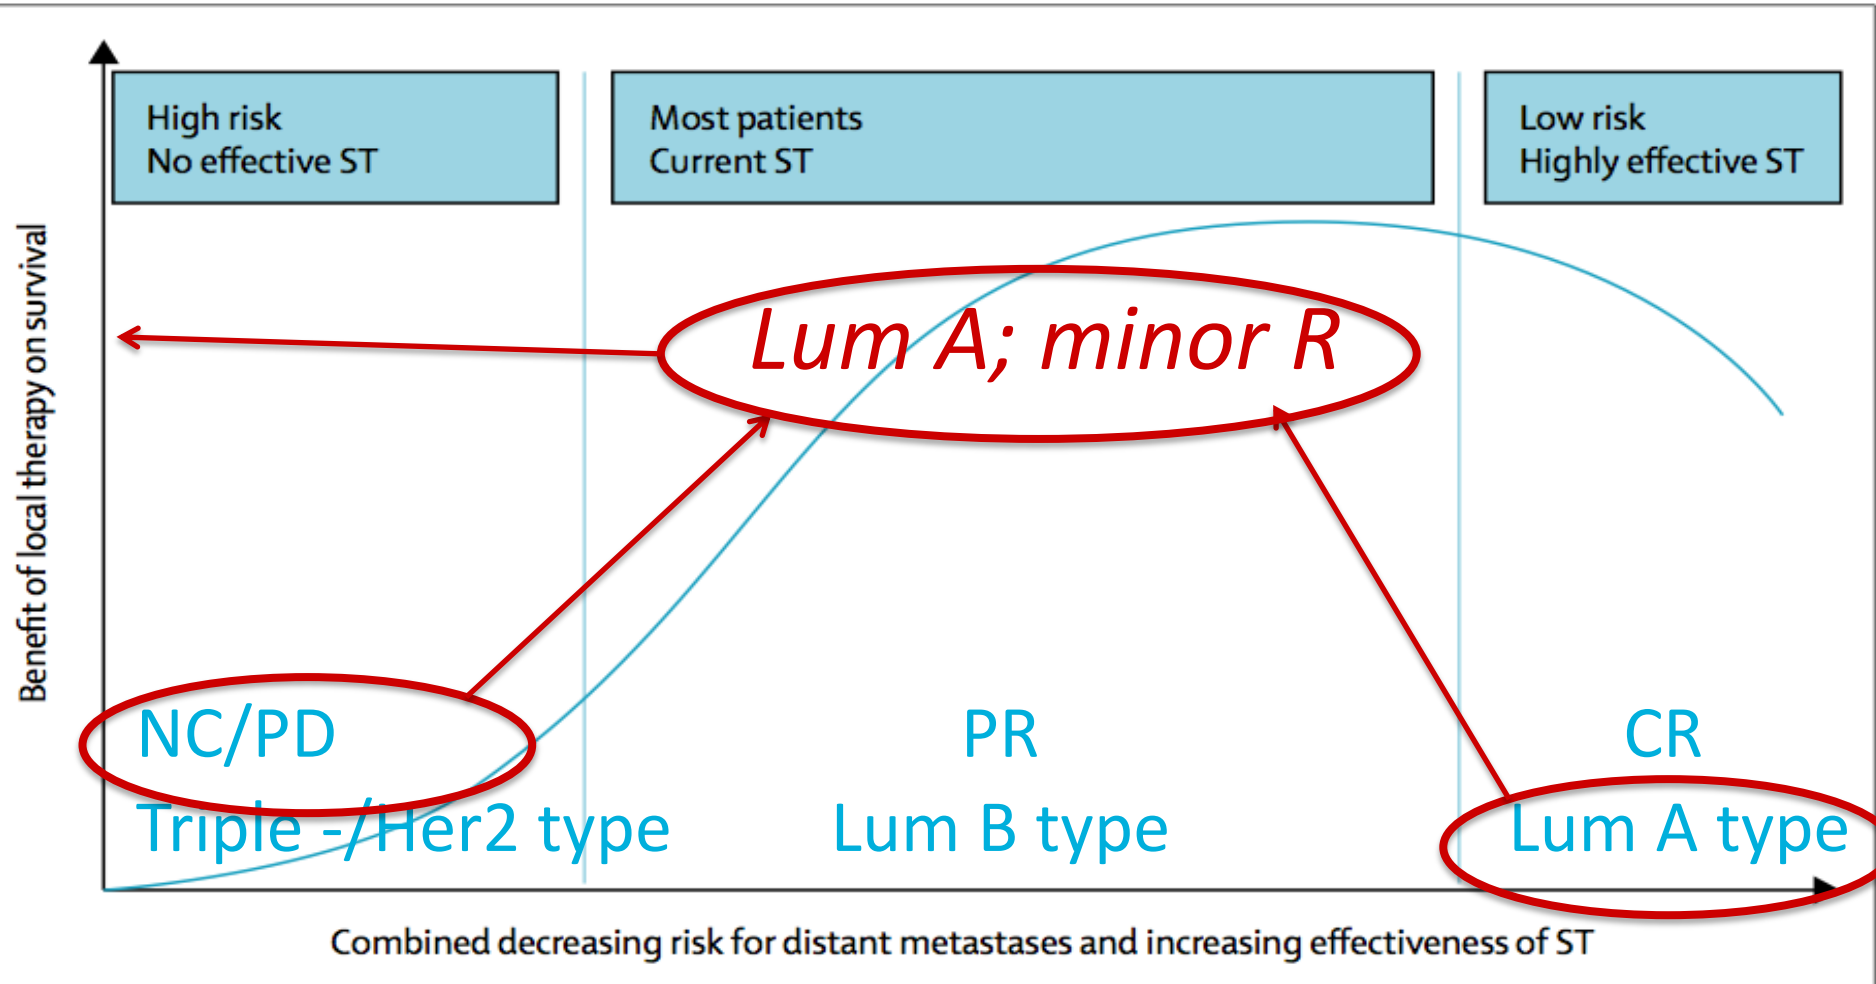 High risk
No effective ST
Most patients
Current ST
Low risk
Highly effective ST
Benefit of local therapy on survival
Lum A; minor R
NC/PD
PR
CR
Triple -/Her2 type
Lum B type
Lum A type
Combined decreasing risk for distant metastases and increasing effectiveness of ST